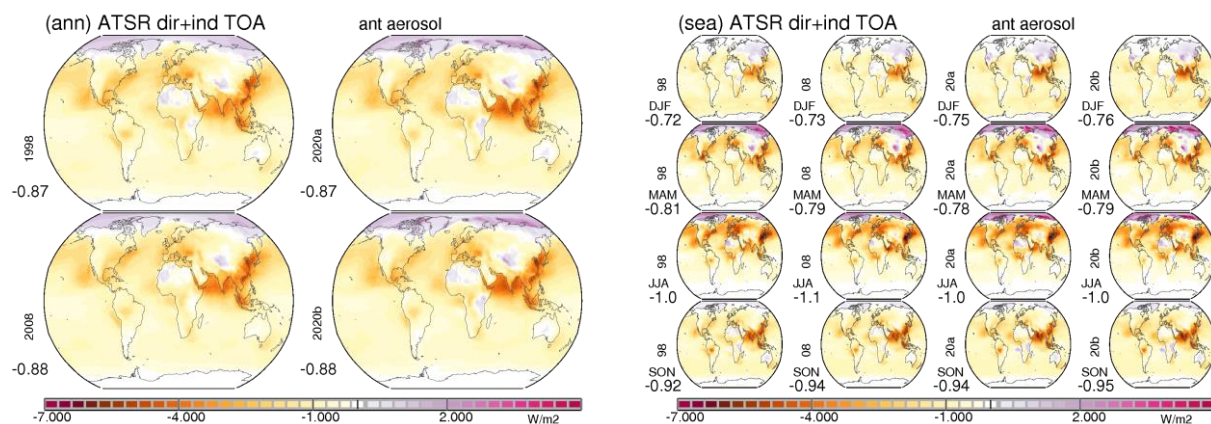 (ann) ATSR dir+ind TOA
ant aerosol
1998
-0.87
2020a
-0.87
2008
-0.88
2020b
-0.88
-7.000 -4.000 -1.000 2.000 W/m2
(sea) ATSR dir+ind TOA
ant aerosol
98
DJF
-0.72
08
DJF
-0.73
20a
DJF
-0.75
20b
DJF
-0.76
98
MAM
-0.81
08
MAM
-0.79
20a
MAM
-0.78
20b
MAM
-0.79
98
JJA
-1.0
08
JJA
-1.1
20a
JJA
-1.0
20b
JJA
-1.0
98
SON
-0.92
08
SON
-0.94
20a
SON
-0.94
20b
SON
-0.95
-7.000 -4.000 -1.000 2.000 W/m2